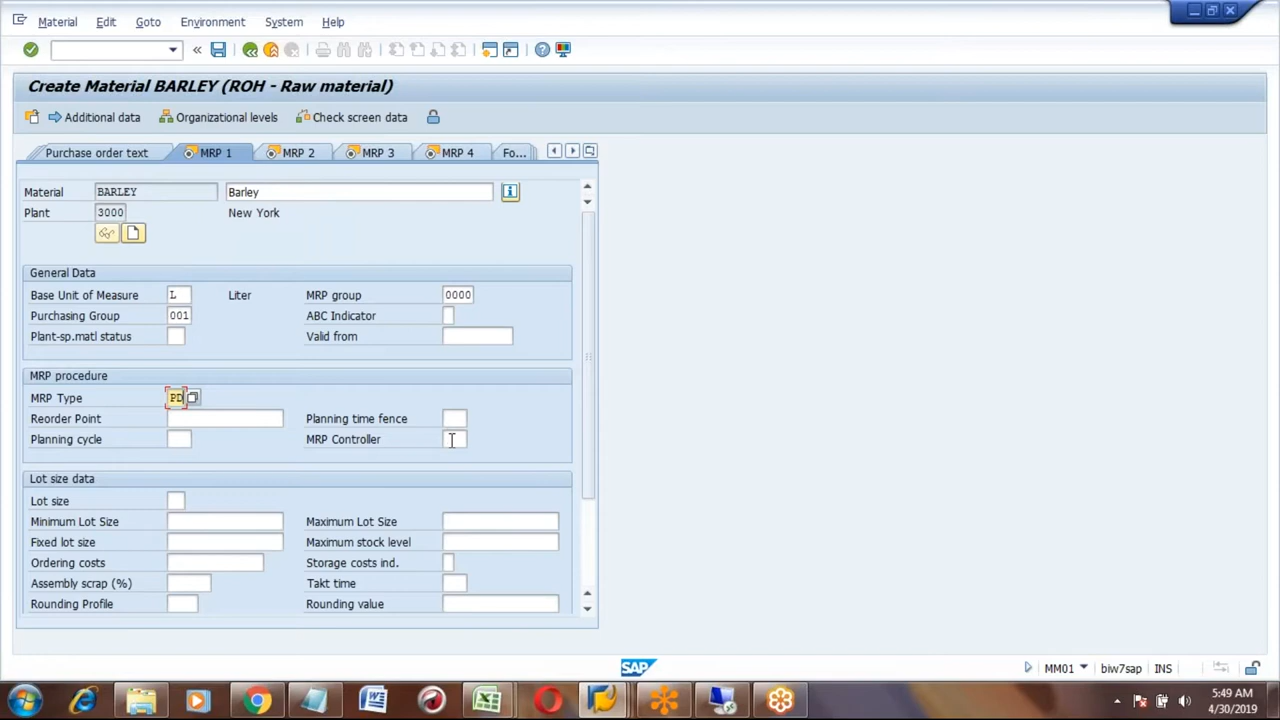 Material Edit Goto Environment System Help
Create Material BARLEY (ROH - Raw material)
Additional data Organizational levels Check screen data
Purchase order text MRP 1 MRP 2 MRP 3 MRP 4 Fo...
Material BARLEY Barley
Plant 3000 New York
General Data
Base Unit of Measure L Liter MRP group 0000
Purchasing Group 001 ABC Indicator
Plant-sp.matl status Valid from
MRP procedure
MRP Type PD
Reorder Point Planning time fence
Planning cycle MRP Controller
Lot size data
Lot size
Minimum Lot Size Maximum Lot Size
Fixed lot size Maximum stock level
Ordering costs Storage costs ind.
Assembly scrap (%) Takt time
Rounding Profile Rounding value
SAP MM01 biw7sap INS
5:49 AM
4/30/2019